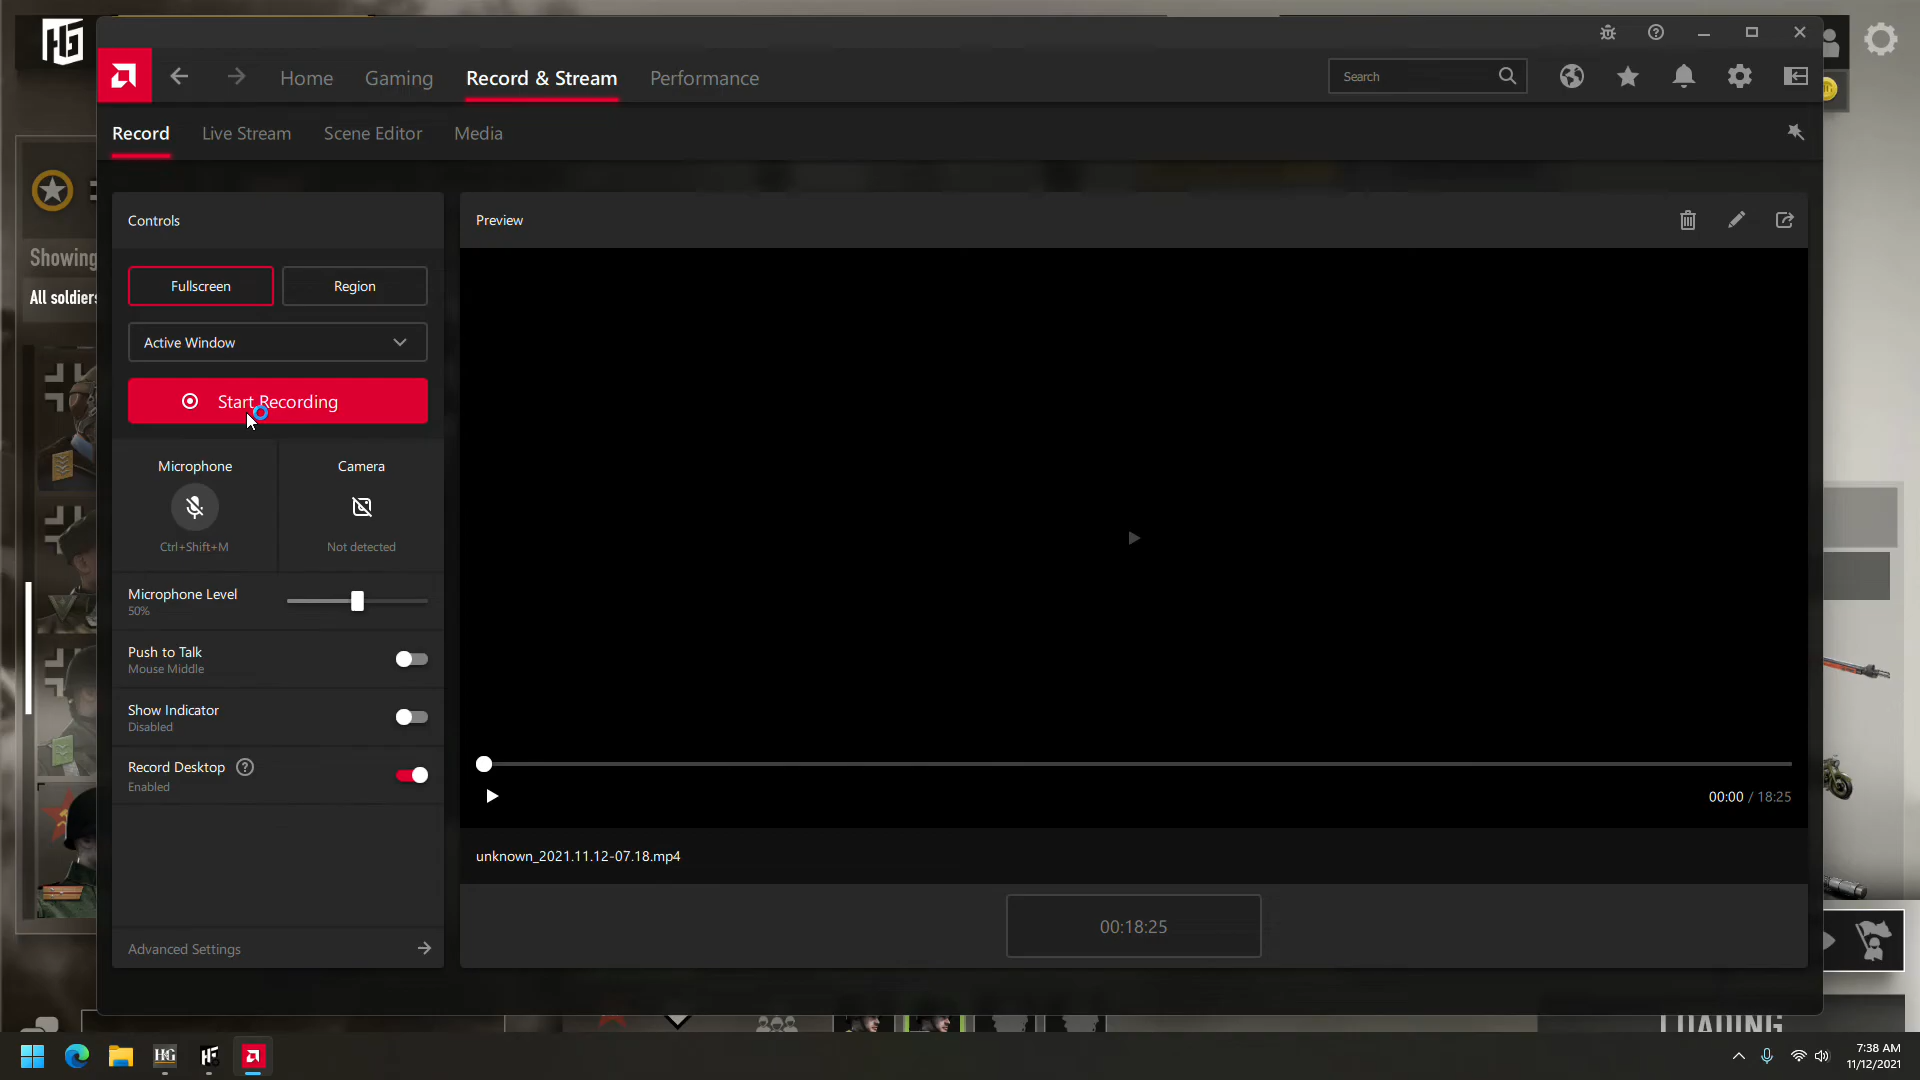 Home
Gaming
Record & Stream
Performance
Search
Record
Live Stream
Scene Editor
Media
Showing
All soldiers
Controls
Fullscreen
Region
Active Window
Start Recording
Microphone
Camera
Ctrl+Shift+M
Not detected
Microphone Level
50%
Push to Talk
Mouse Middle
Show Indicator
Disabled
Record Desktop
Enabled
Advanced Settings
Preview
00:00 / 18:25
unknown_2021.11.12-07.18.mp4
00:18:25
LOADING
7:38 AM
11/12/2021